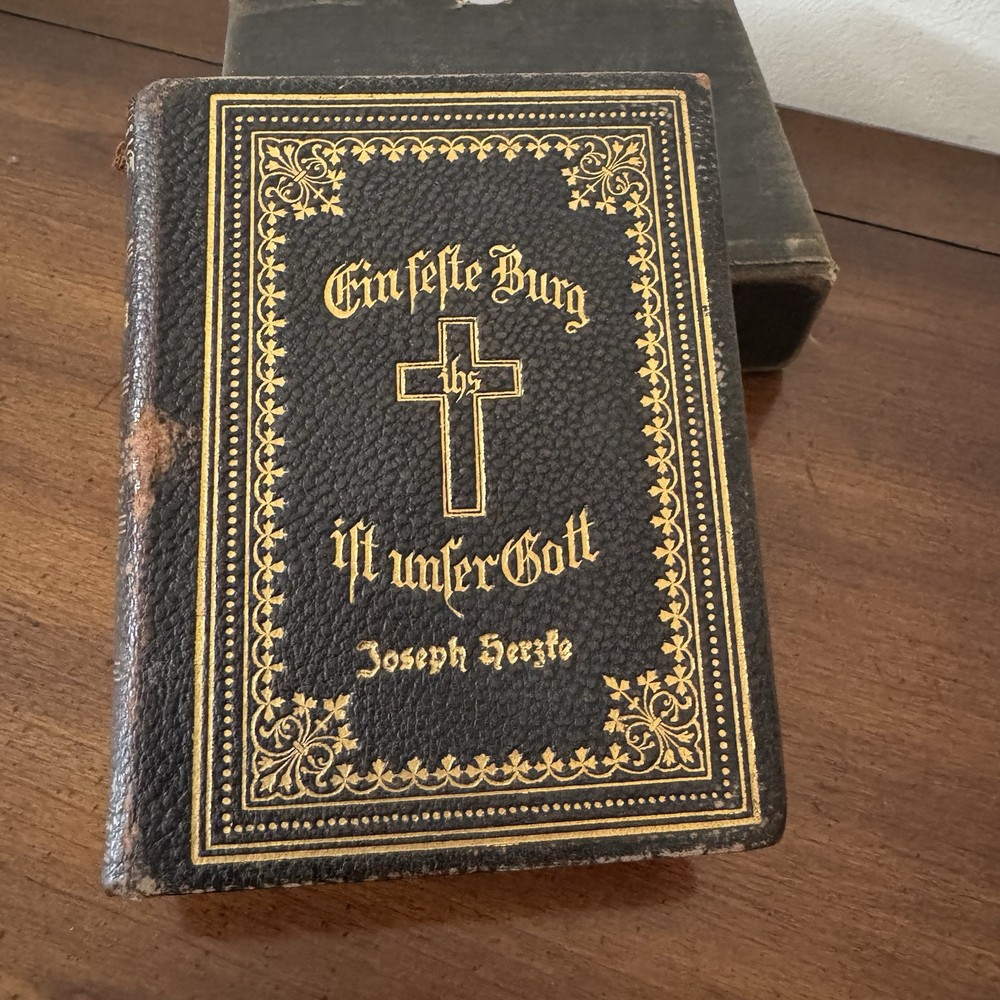 Ein feste Burg
ihs
ist unser Gott
Joseph Herzke